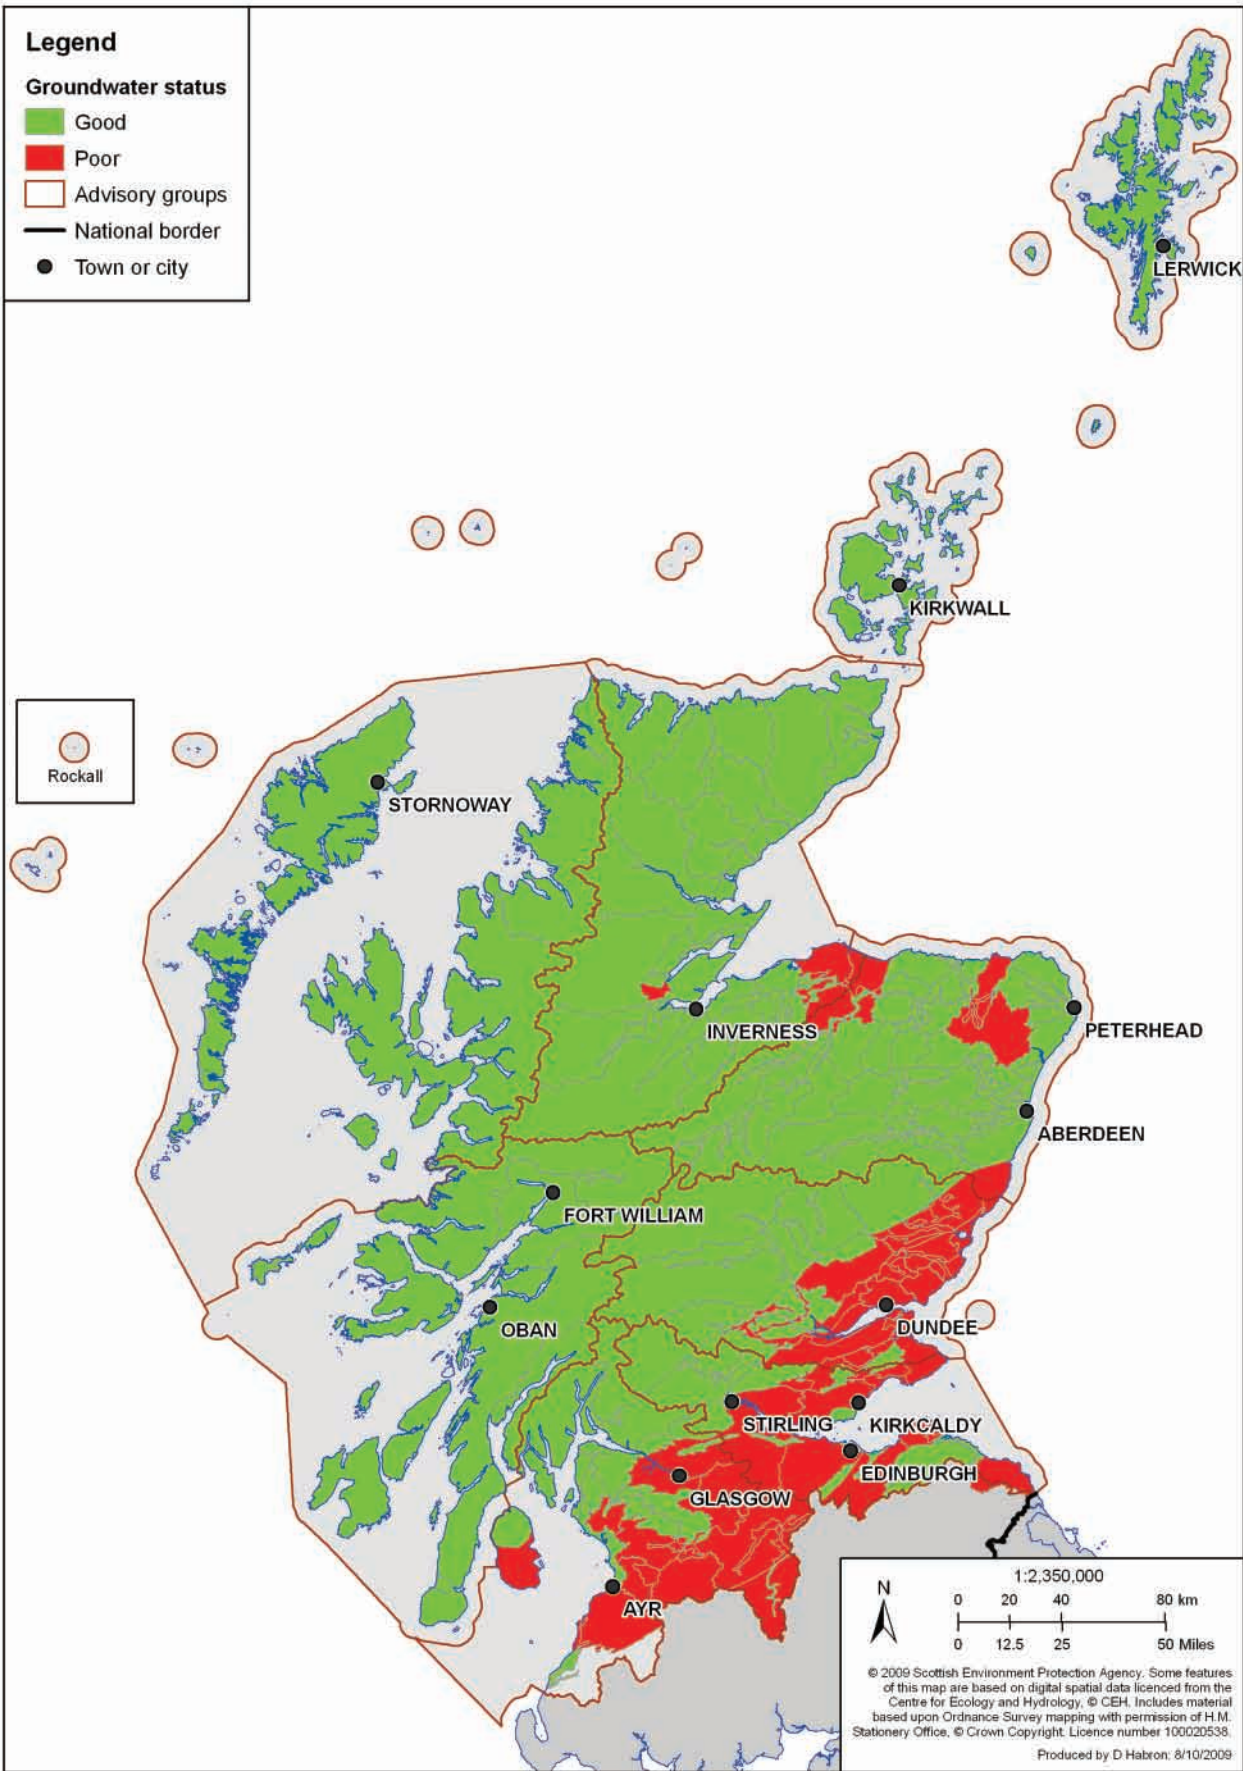 Legend
Groundwater status
Good
Poor
Advisory groups
National border
Town or city
LERWICK
KIRKWALL
Rockall
STORNOWAY
INVERNESS
PETERHEAD
ABERDEEN
FORT WILLIAM
OBAN
DUNDEE
STIRLING
KIRKCALDY
EDINBURGH
GLASGOW
AYR
N
1:2,350,000
0 20 40 80 km
0 12.5 25 50 Miles
© 2009 Scottish Environment Protection Agency. Some features
of this map are based on digital spatial data licenced from the
Centre for Ecology and Hydrology, © CEH. Includes material
based upon Ordnance Survey mapping with permission of H.M.
Stationery Office, © Crown Copyright. Licence number 100020538.
Produced by D Habron: 8/10/2009